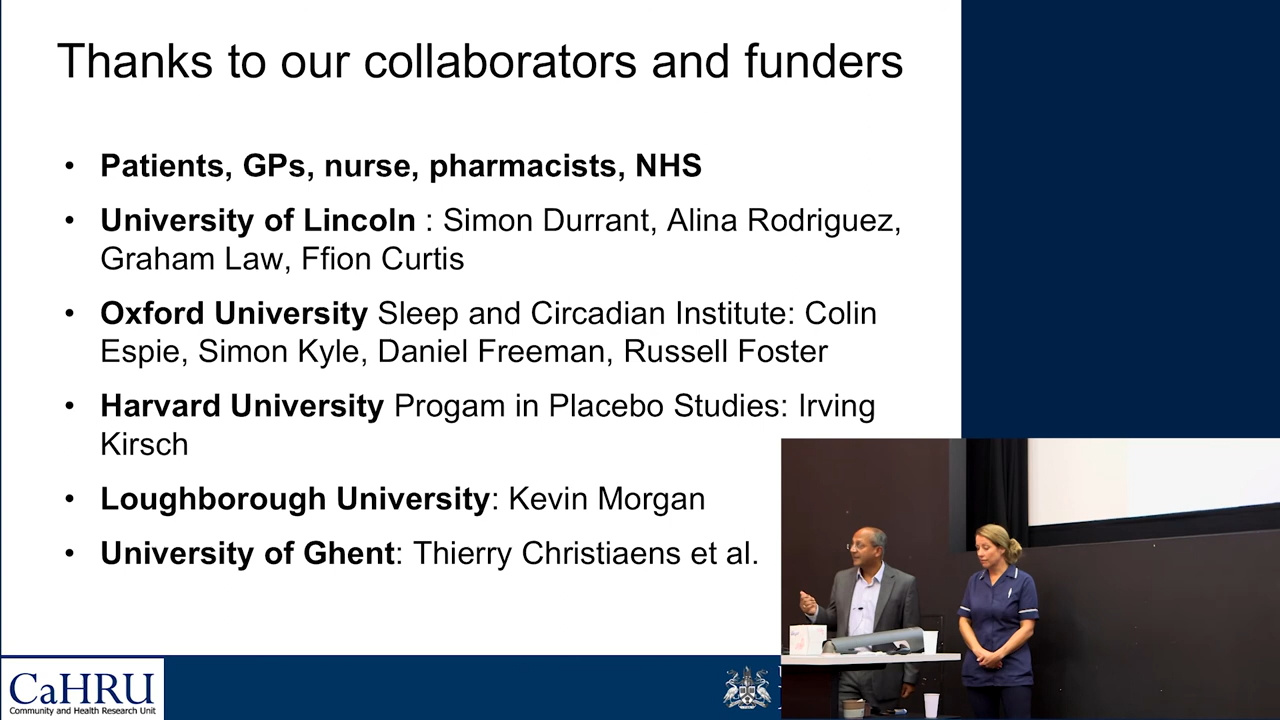 Thanks to our collaborators and funders
• Patients, GPs, nurse, pharmacists, NHS
• University of Lincoln : Simon Durrant, Alina Rodriguez,
Graham Law, Ffion Curtis
• Oxford University Sleep and Circadian Institute: Colin
Espie, Simon Kyle, Daniel Freeman, Russell Foster
• Harvard University Progam in Placebo Studies: Irving
Kirsch
• Loughborough University: Kevin Morgan
• University of Ghent: Thierry Christiaens et al.
CaHRU
Community and Health Research Unit